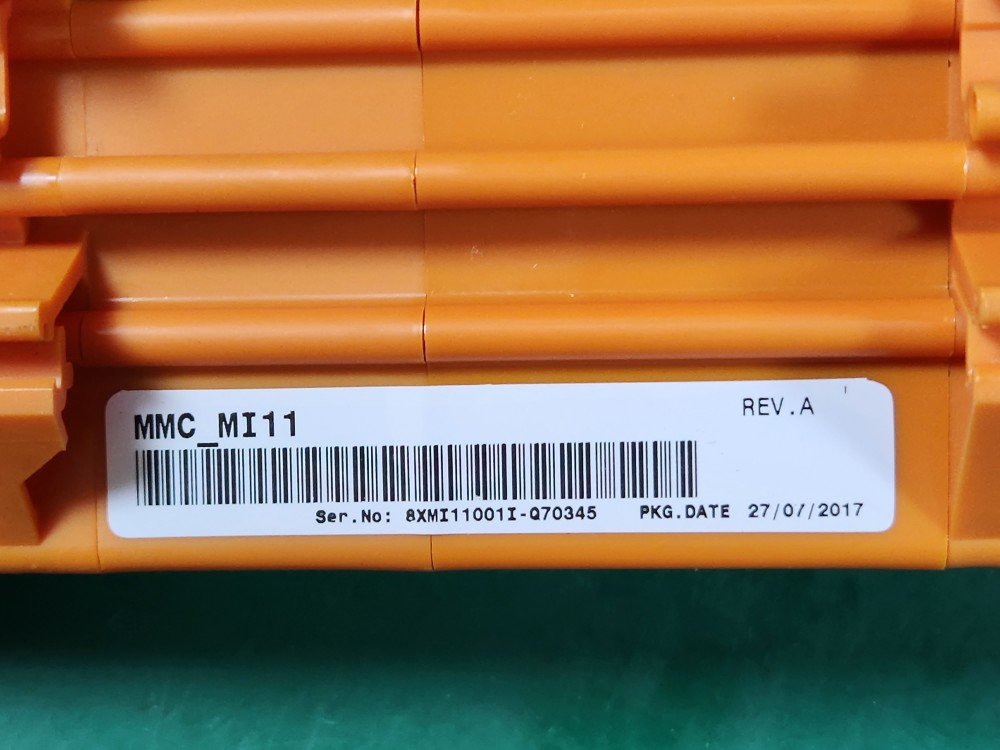 MMC_MI11
REV.A
Ser.No: 8XMI11001I-Q70345 PKG.DATE 27/07/2017